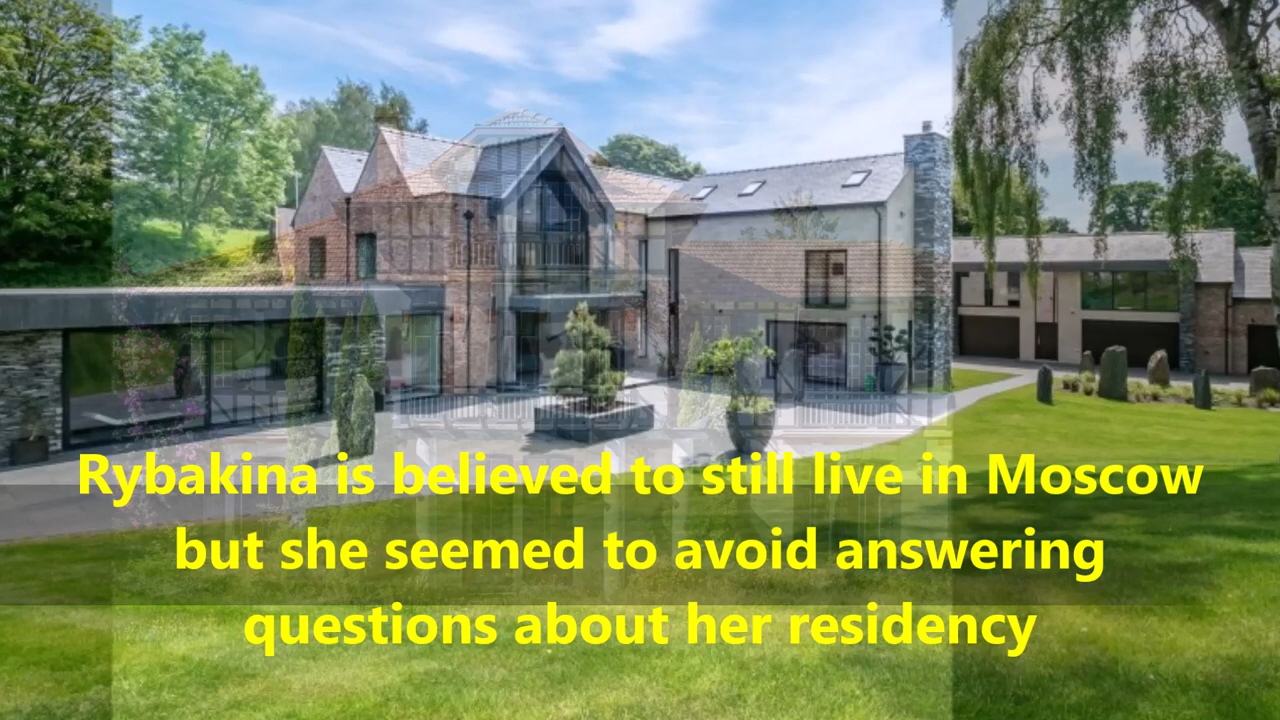 Rybakina is believed to still live in Moscow
but she seemed to avoid answering
questions about her residency